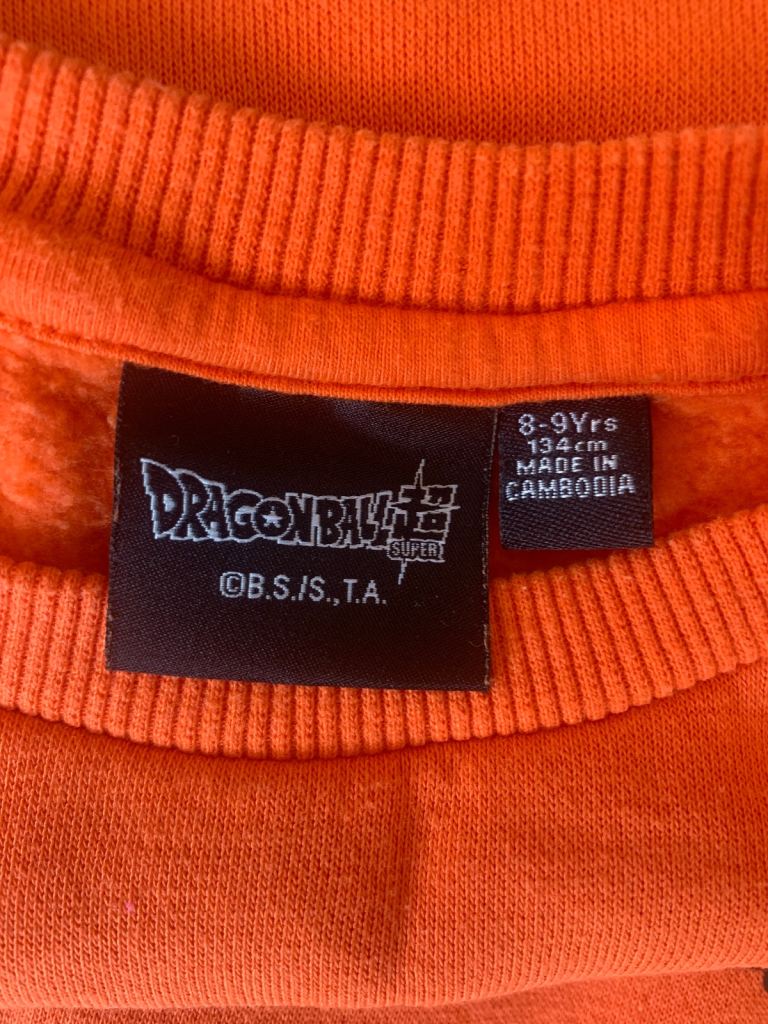 DRAGONBALL超
SUPER
©B.S./S.,T.A.
8-9Yrs
134cm
MADE IN
CAMBODIA